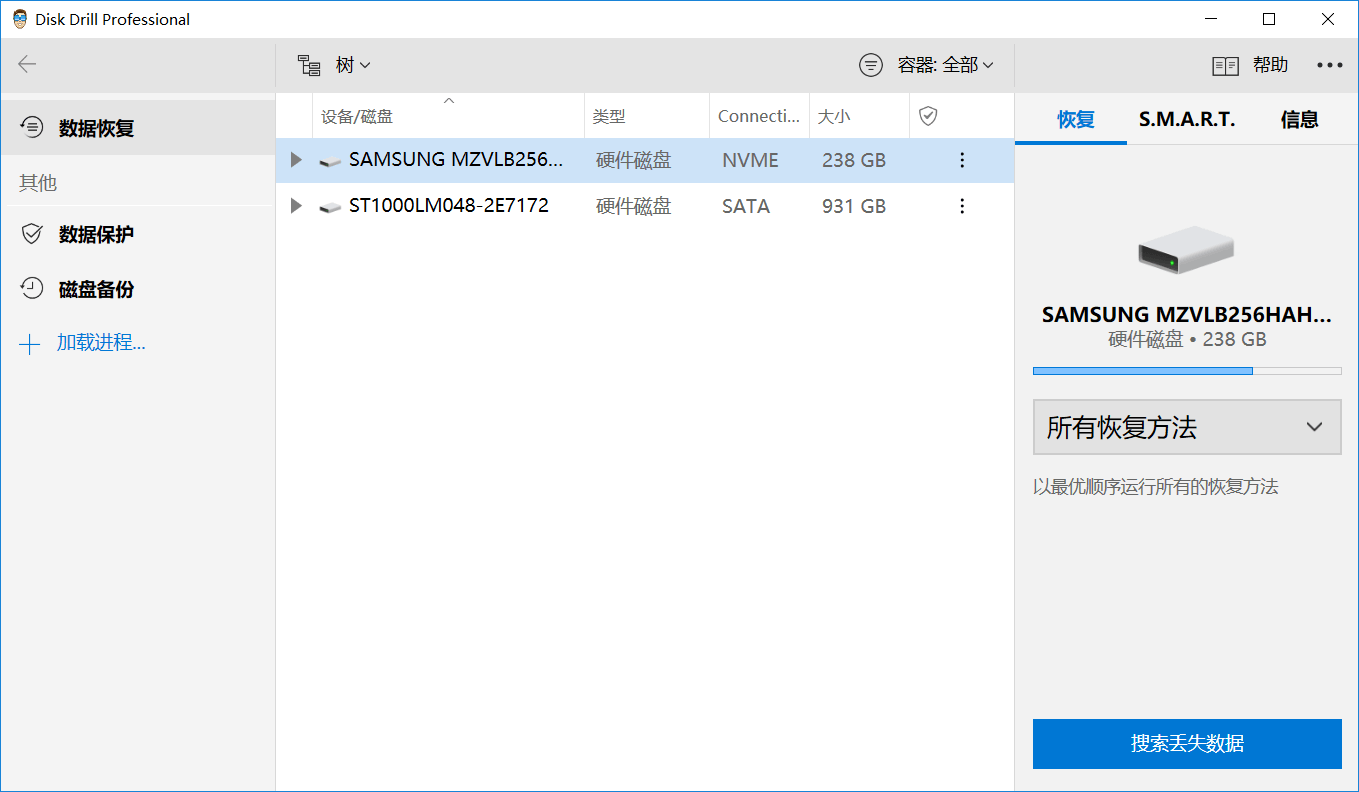 Disk Drill Professional
树
容器: 全部
帮助
数据恢复
其他
数据保护
磁盘备份
加载进程...
设备/磁盘 类型 Connecti... 大小
SAMSUNG MZVLB256... 硬件磁盘 NVME 238 GB
ST1000LM048-2E7172 硬件磁盘 SATA 931 GB
恢复 S.M.A.R.T. 信息
SAMSUNG MZVLB256HAH...
硬件磁盘 • 238 GB
所有恢复方法
以最优顺序运行所有的恢复方法
搜索丢失数据